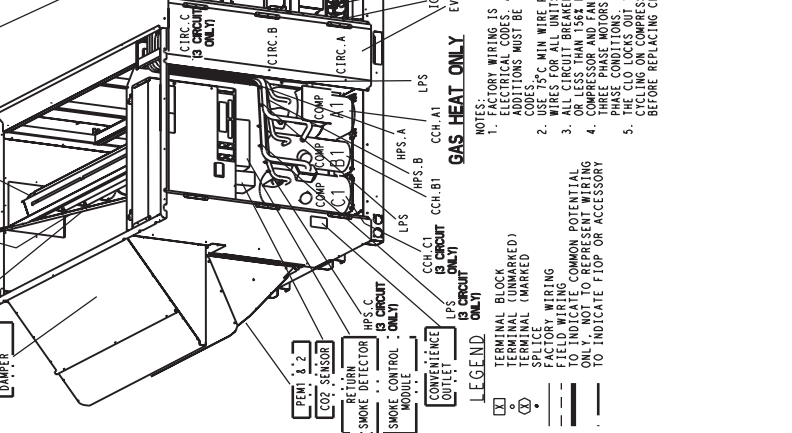 CIRC.C
(3 CIRCUIT
ONLY)
CIRC.B
CIRC.A
LPS
COMP
A1
COMP
B1
COMP
C1
CCH.A1
HPS.A
HPS.B
CCH.B1
LPS
CCH.C1
(3 CIRCUIT
ONLY)
LPS
(3 CIRCUIT
ONLY)
HPS.C
(3 CIRCUIT
ONLY)
DAMPER
PEM1 & 2
CO2 SENSOR
RETURN
SMOKE DETECTOR
SMOKE CONTROL
MODULE
CONVENIENCE
OUTLET
GAS HEAT ONLY
NOTES:
1. FACTORY WIRING IS
ELECTRICAL CODES.
ADDITIONS MUST BE
CODES.
2. USE 75°C MIN WIRE
WIRES FOR ALL UNIT
3. ALL CIRCUIT BREAKE
OR LESS THAN 156%
4. COMPRESSOR AND FAN
THREE PHASE MOTORS
PHASE CONDITIONS
5. THE CLO LOCKS OUT
CYCLING ON COMPRES
BEFORE REPLACING C
LEGEND
X TERMINAL BLOCK
TERMINAL (UNMARKED)
X TERMINAL (MARKED
SPLICE
FACTORY WIRING
FIELD WIRING
TO INDICATE COMMON POTENTIAL
ONLY. NOT TO REPRESENT WIRING
TO INDICATE FIOP OR ACCESSORY